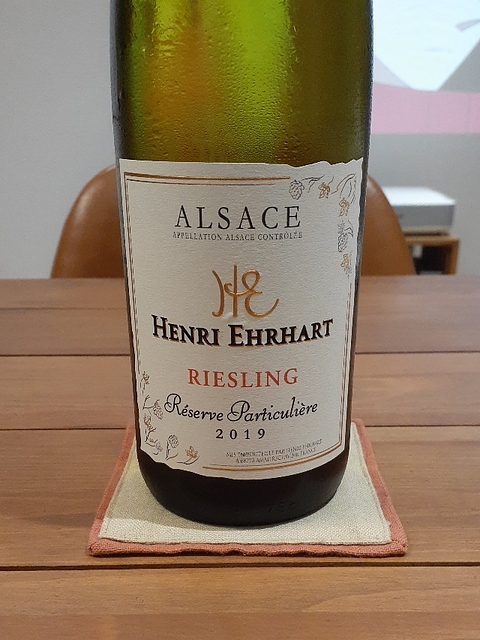 ALSACE
APPELLATION ALSACE CONTRÔLÉE
HE
HENRI EHRHART
RIESLING
Réserve Particulière
2019